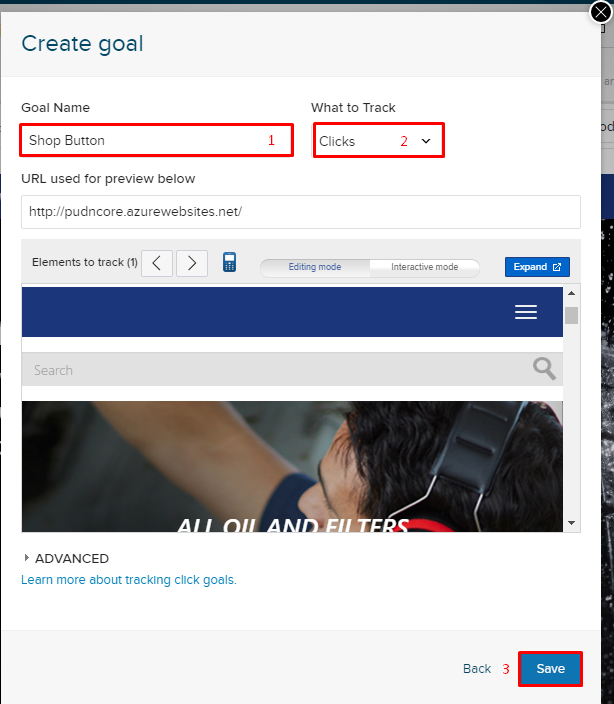 Create goal
Goal Name
What to Track
Shop Button 1
Clicks 2
URL used for preview below
http://pudncore.azurewebsites.net/
Elements to track (1)
Editing mode
Interactive mode
Expand
Search
ALL OIL AND FILTERS
ADVANCED
Learn more about tracking click goals.
Back 3 Save